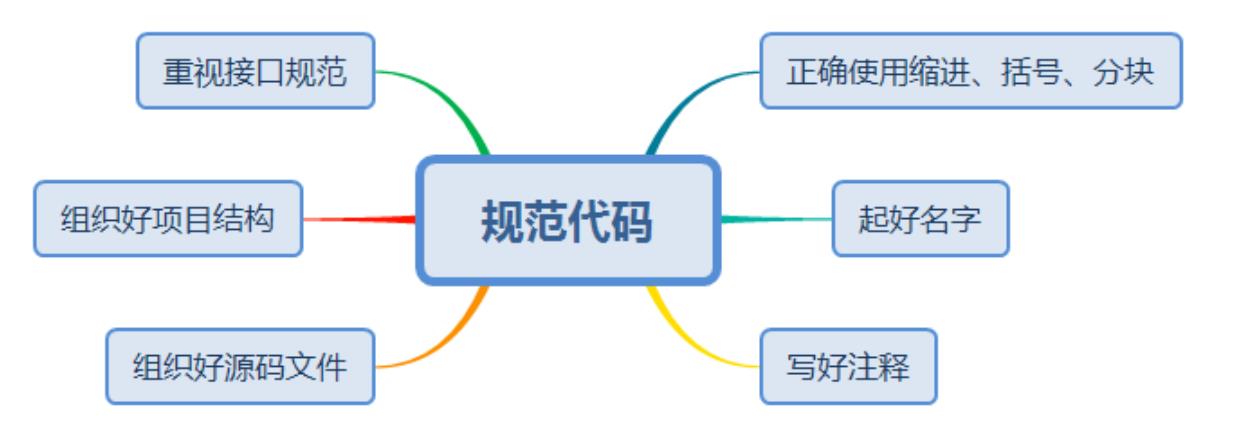 规范代码
正确使用缩进、括号、分块
起好名字
写好注释
重视接口规范
组织好项目结构
组织好源码文件